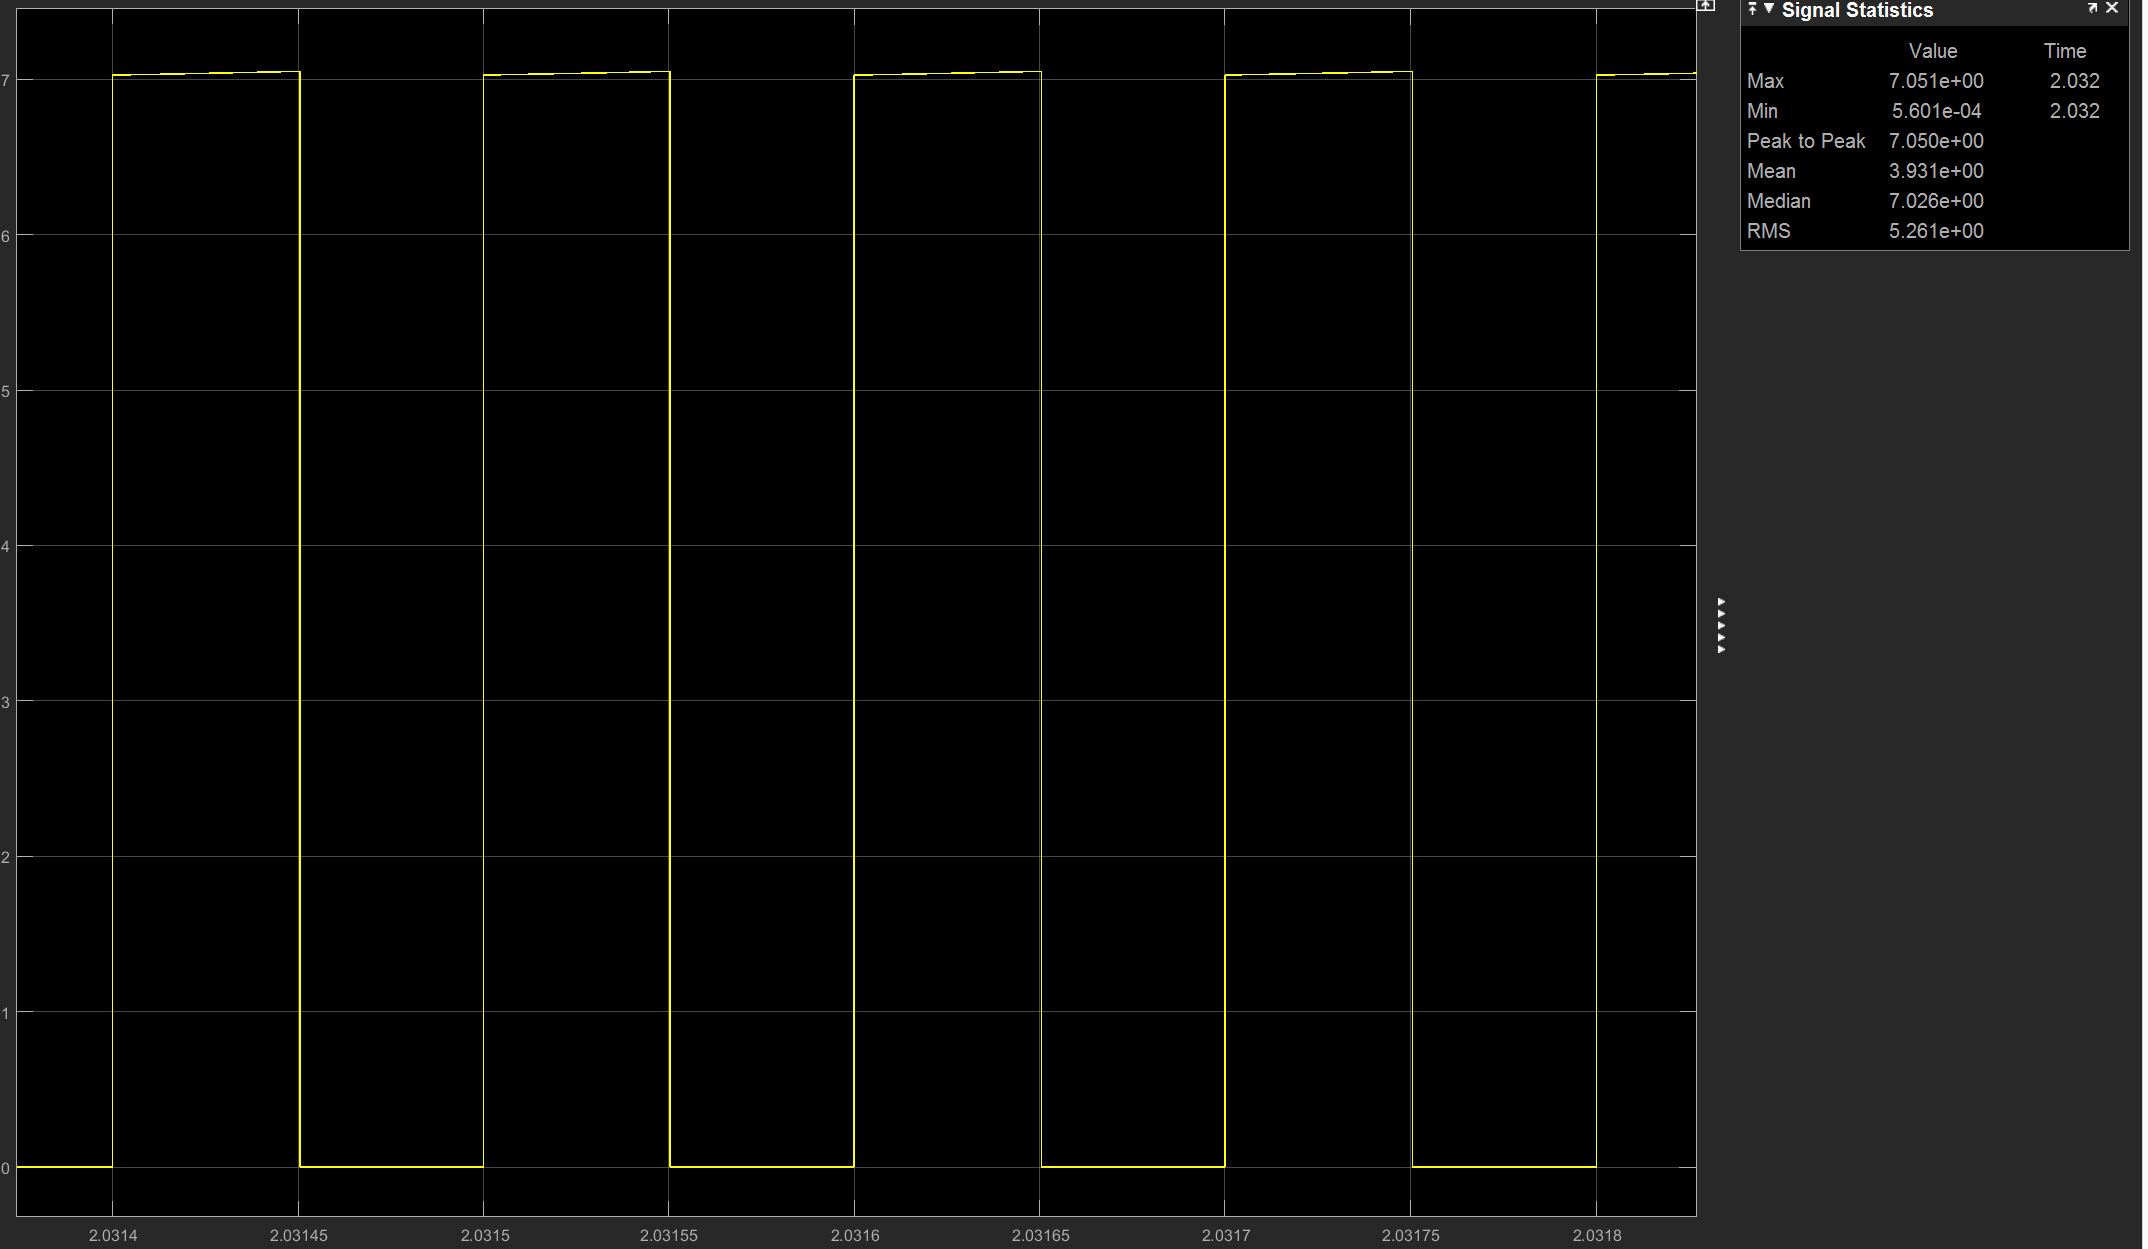 Signal Statistics
Value Time
Max 7.051e+00 2.032
Min 5.601e-04 2.032
Peak to Peak 7.050e+00
Mean 3.931e+00
Median 7.026e+00
RMS 5.261e+00
7
6
5
4
3
2
1
0
2.0314 2.03145 2.0315 2.03155 2.0316 2.03165 2.0317 2.03175 2.0318